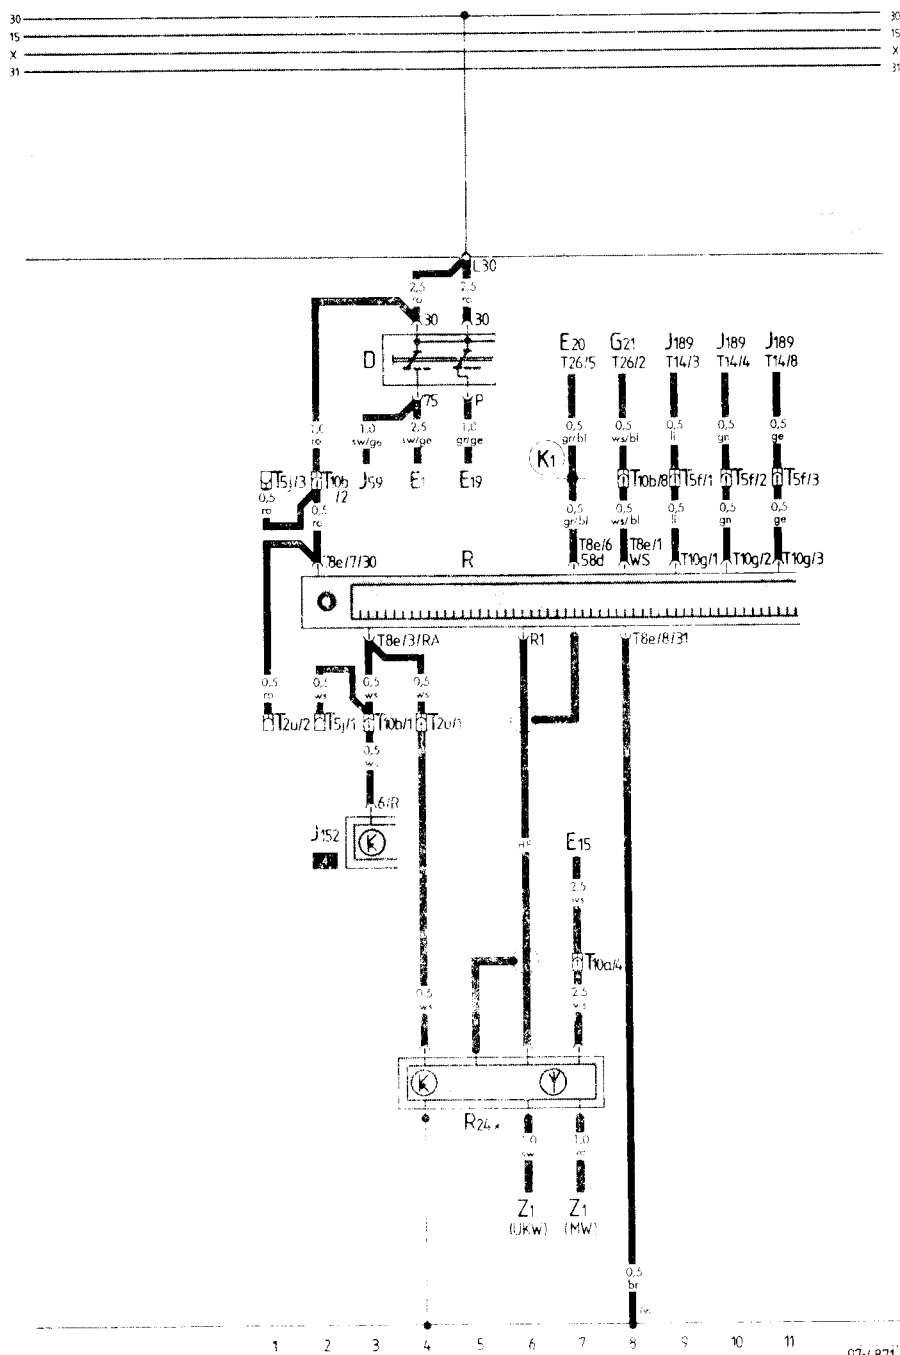 30 30
15 15
X X
31 31
L30
2,5 2,5
ro ro
30 30
D
E20 G21 J189 J189 J189
T26/5 T26/2 T14/3 T14/4 T14/8
75 P
1,0 1,0 2,5 1,0
ro sw/ge sw/ge gr/ge
0,5 0,5 0,5 0,5 0,5
gr/bl ws/bl li gn ge
K1
T5j/3 T10b/2 J59 E1 E19
T10b/8 T5f/1 T5f/2 T5f/3
0,5 0,5
ro ro
0,5 0,5 0,5 0,5 0,5
gr/bl ws/bl li gn ge
T8e/7/30 R
T8e/6 T8e/1
58d WS T10g/1 T10g/2 T10g/3
T8e/3/RA R1 T8e/8/31
0,5 0,5 0,5 0,5
ro ws ws ws
T2u/2 T5j/1 T10b/1 T2u/1
0,5
ws
6/R
J152
4
HF
E15
2,5
ws
T10a/4
0,5 2,5
ws ws
R24
1,0 1,0
sw
Z1 Z1
(UKW) (MW)
0,5
br
1 2 3 4 5 6 7 8 9 10 11